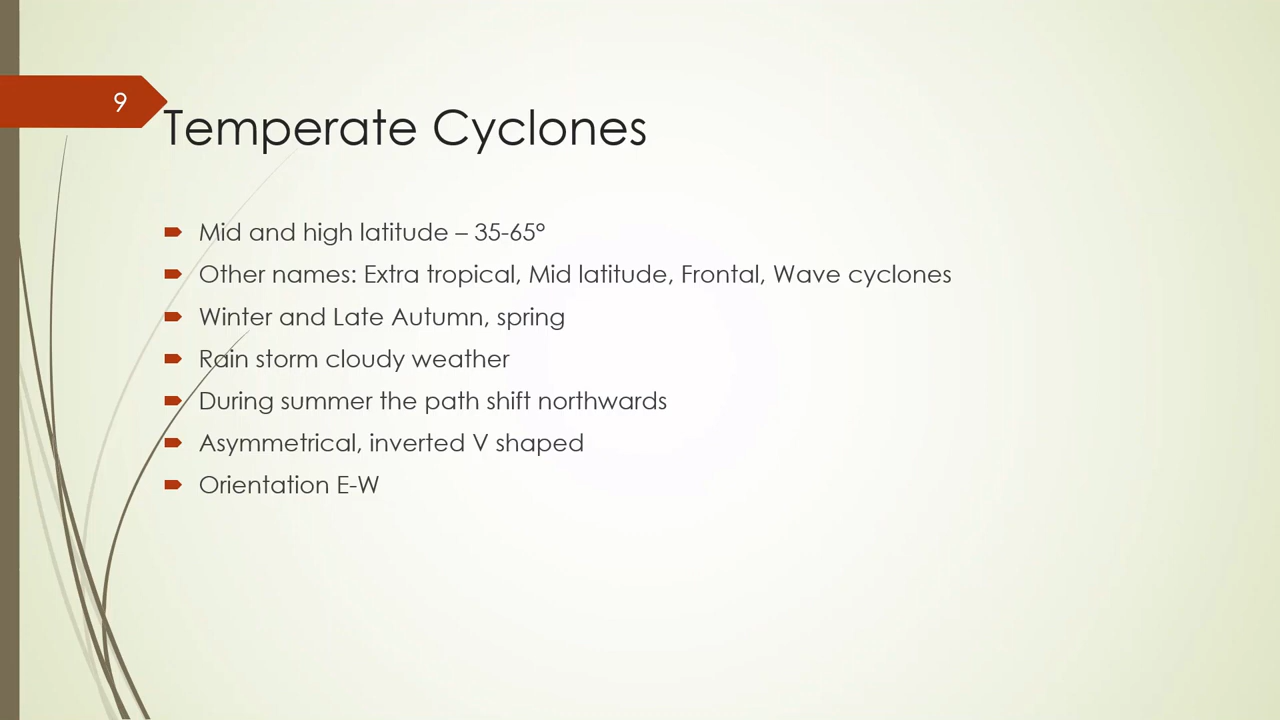 9
Temperate Cyclones
Mid and high latitude – 35-65°
Other names: Extra tropical, Mid latitude, Frontal, Wave cyclones
Winter and Late Autumn, spring
Rain storm cloudy weather
During summer the path shift northwards
Asymmetrical, inverted V shaped
Orientation E-W